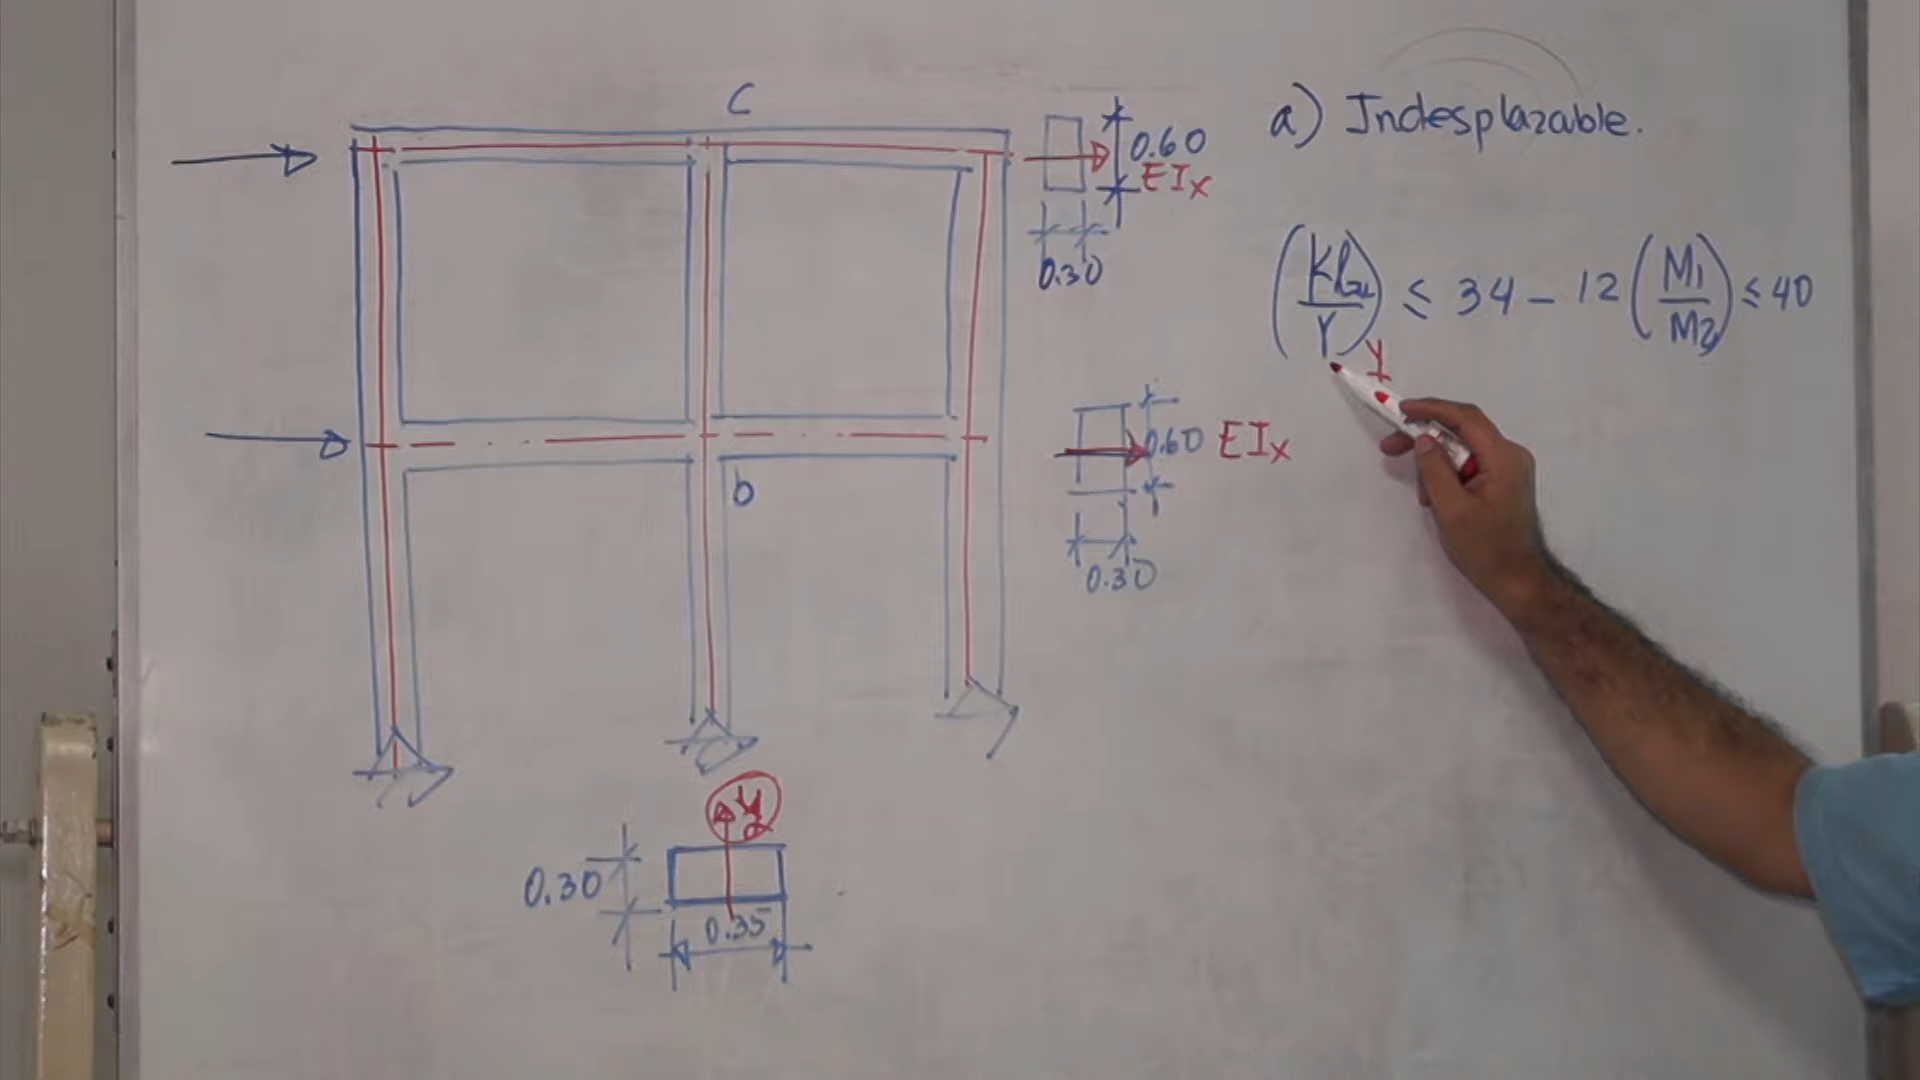 C
0.60
EIx
0.30
a) Indesplazable.
(Klu/r)y ≤ 34 - 12 (M1/M2) ≤ 40
0.60 EIx
0.30
b
y
0.30
0.35